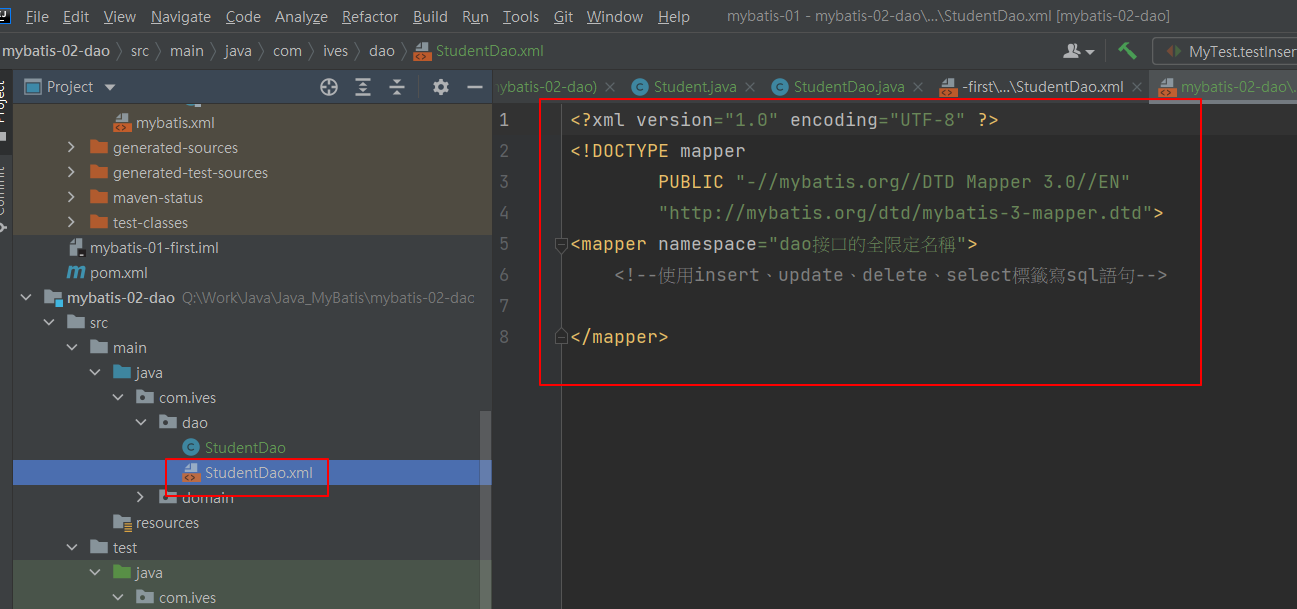 File Edit View Navigate Code Analyze Refactor Build Run Tools Git Window Help mybatis-01 - mybatis-02-dao\...\StudentDao.xml [mybatis-02-dao]
mybatis-02-dao src main java com ives dao StudentDao.xml MyTest.testInser
Project
ybatis-02-dao) Student.java StudentDao.java -first\...\StudentDao.xml mybatis-02-dao\..
mybatis.xml
generated-sources
generated-test-sources
maven-status
test-classes
mybatis-01-first.iml
pom.xml
mybatis-02-dao Q:\Work\Java\Java_MyBatis\mybatis-02-dao
src
main
java
com.ives
dao
StudentDao
StudentDao.xml
domain
resources
test
java
com.ives
1 <?xml version="1.0" encoding="UTF-8" ?>
2 <!DOCTYPE mapper
3 PUBLIC "-//mybatis.org//DTD Mapper 3.0//EN"
4 "http://mybatis.org/dtd/mybatis-3-mapper.dtd">
5 <mapper namespace="dao接口的全限定名稱">
6 <!--使用insert、update、delete、select標籤寫sql語句-->
7
8 </mapper>